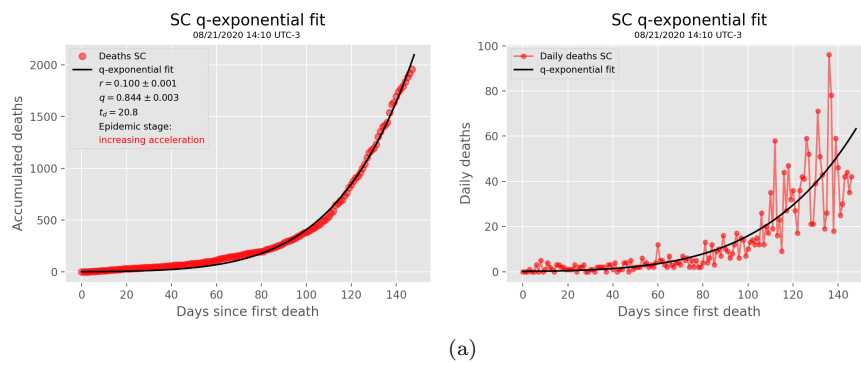 SC q-exponential fit
08/21/2020 14:10 UTC-3
Deaths SC
q-exponential fit
r = 0.100 ± 0.001
q = 0.844 ± 0.003
t_d = 20.8
Epidemic stage:
increasing acceleration
Accumulated deaths
2000
1500
1000
500
0
0 20 40 60 80 100 120 140
Days since first death
SC q-exponential fit
08/21/2020 14:10 UTC-3
Daily deaths SC
q-exponential fit
Daily deaths
100
80
60
40
20
0
0 20 40 60 80 100 120 140
Days since first death
(a)